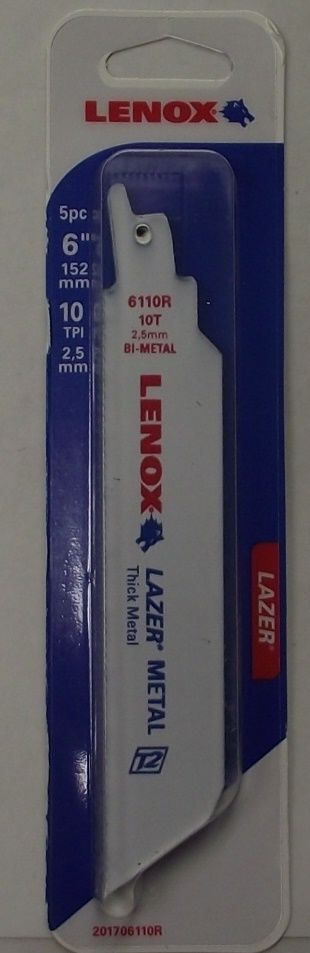 LENOX
5pc
6"
152
mm
10
TPI
2,5
mm
6110R
10T
2,5mm
BI-METAL
LENOX
LAZER® METAL
Thick Metal
T2
LAZER®
201706110R